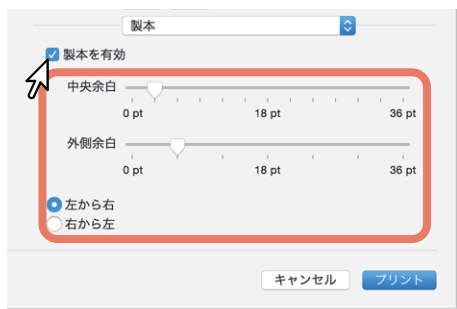 製本
製本を有効
中央余白
0 pt 18 pt 36 pt
外側余白
0 pt 18 pt 36 pt
左から右
右から左
キャンセル プリント